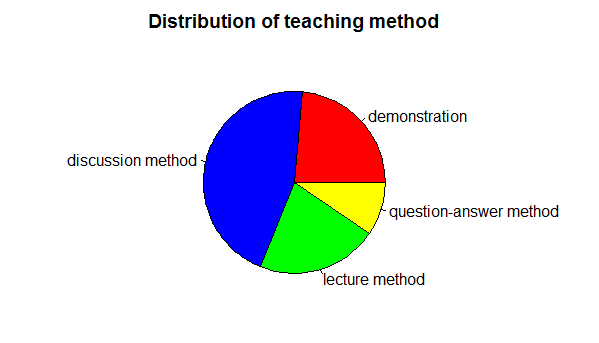 Distribution of teaching method
demonstration
discussion method
question-answer method
lecture method